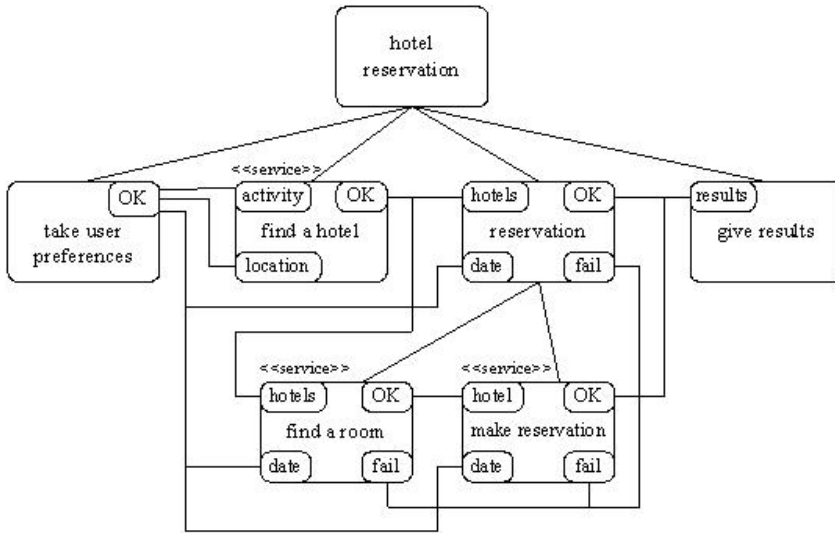 hotel
reservation
<<service>>
OK
take user
preferences
activity
OK
find a hotel
location
hotels
OK
reservation
date
fail
results
give results
<<service>>
hotels
OK
find a room
date
fail
<<service>>
hotel
OK
make reservation
date
fail